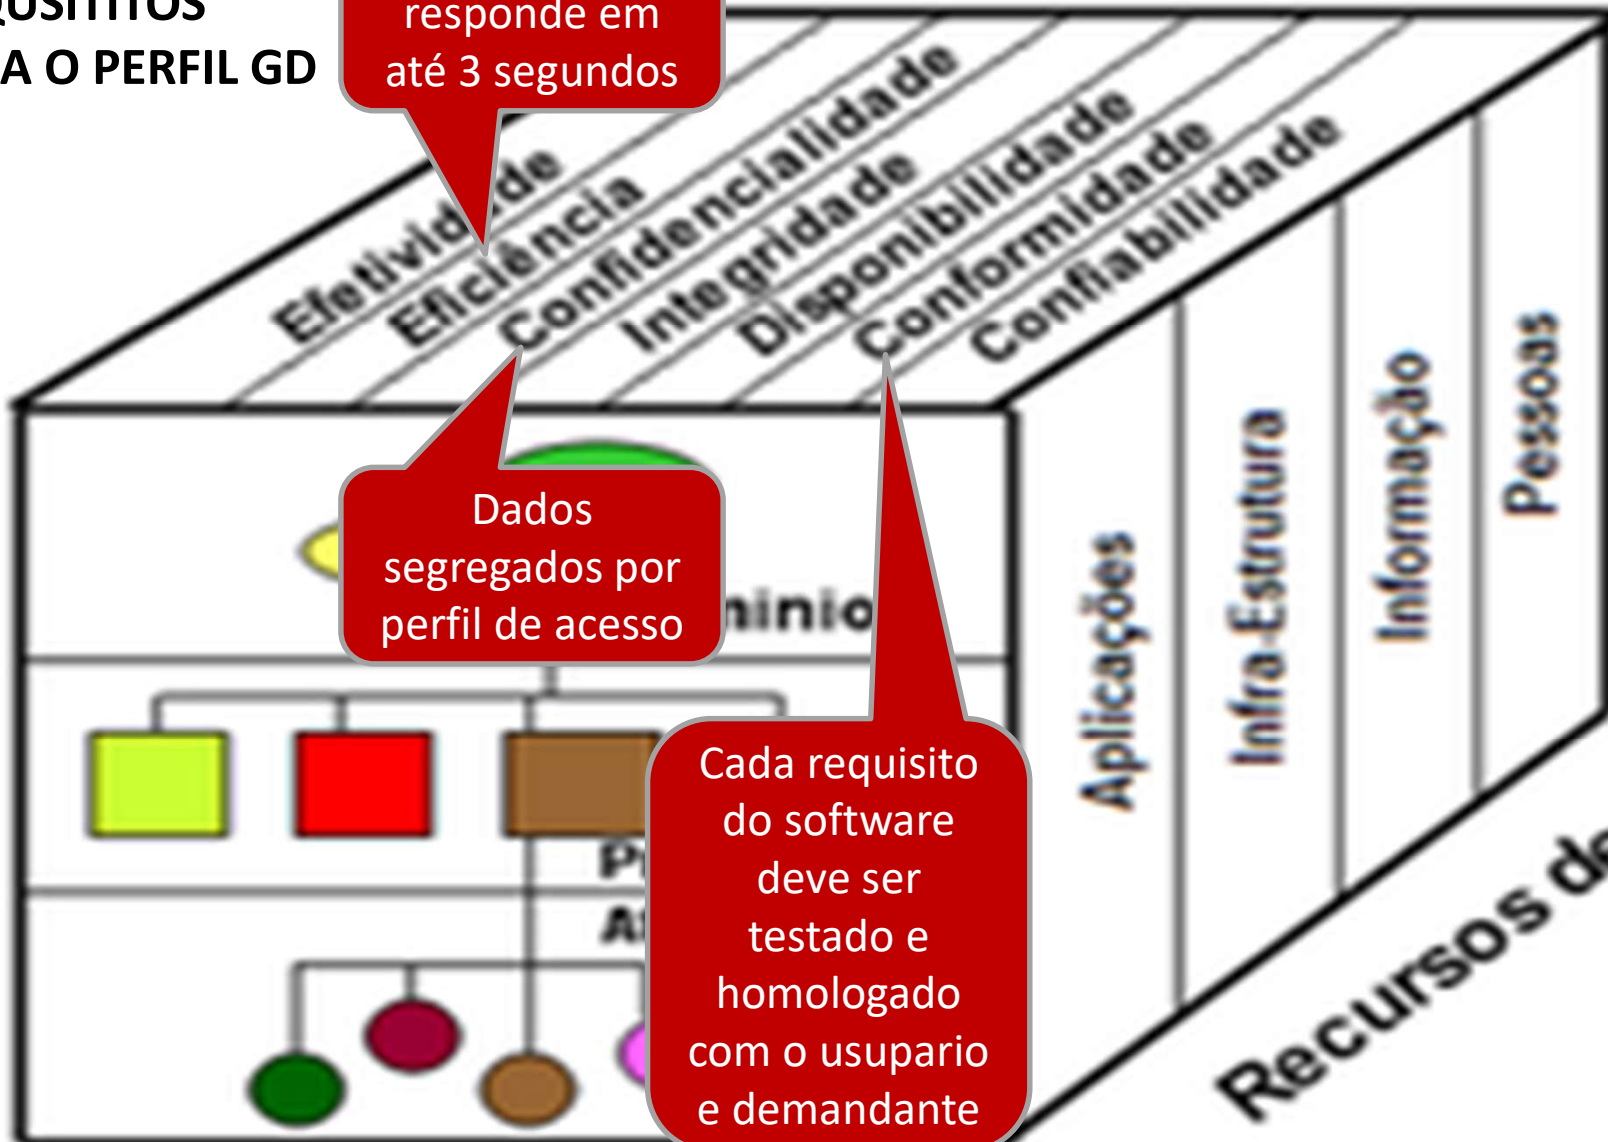 A O PERFIL GD
responde em
até 3 segundos
Efetividade
Eficiência
Confidencialidade
Integridade
Disponibilidade
Conformidade
Confiabilidade
Dados
segregados por
perfil de acesso
Cada requisito
do software
deve ser
testado e
homologado
com o usupario
e demandante
Aplicações
Infra-Estrutura
Informação
Pessoas
Recursos de